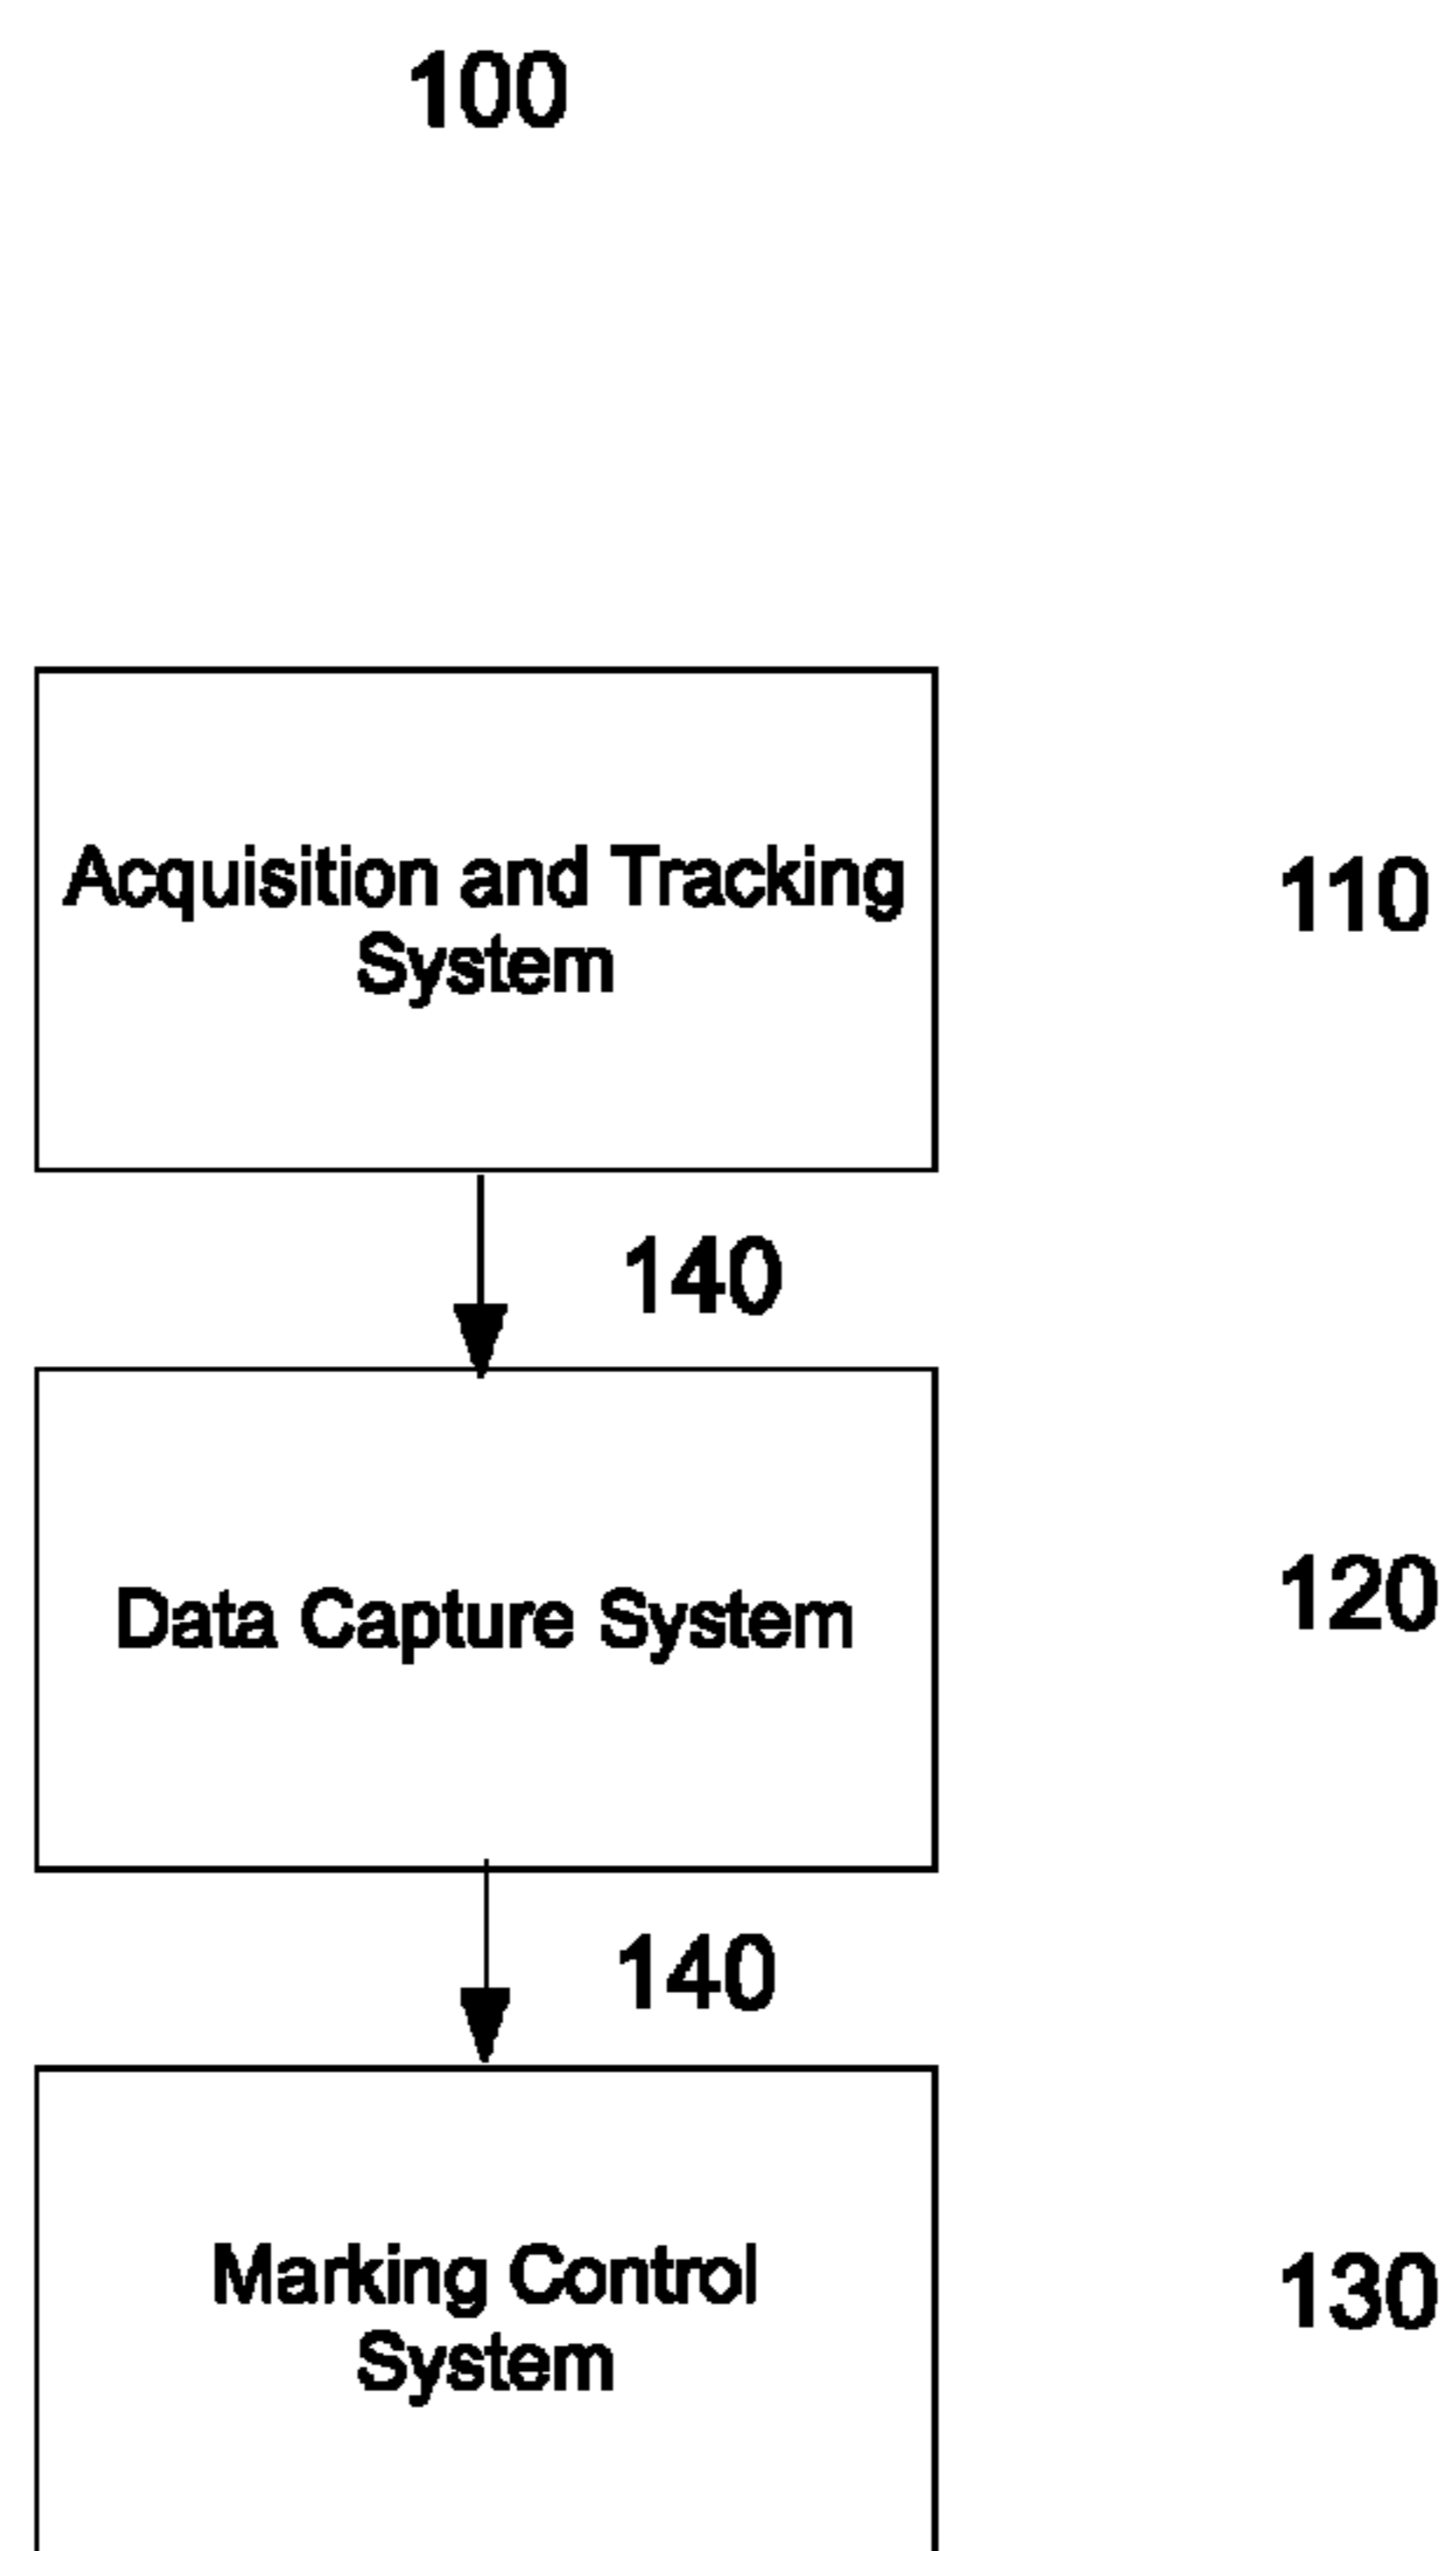 100
Acquisition and Tracking
System
110
140
Data Capture System
120
140
Marking Control
System
130